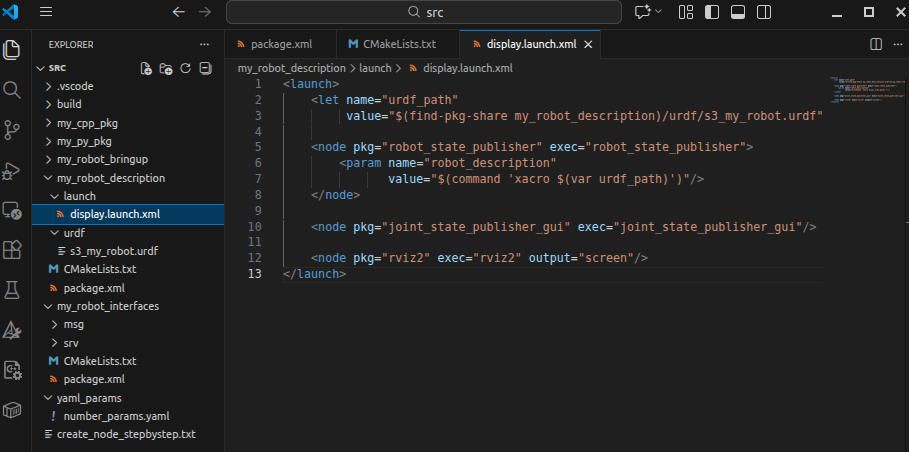 src
EXPLORER
SRC
.vscode
build
my_cpp_pkg
my_py_pkg
my_robot_bringup
my_robot_description
launch
display.launch.xml
urdf
s3_my_robot.urdf
CMakeLists.txt
package.xml
my_robot_interfaces
msg
srv
CMakeLists.txt
package.xml
yaml_params
number_params.yaml
create_node_stepbystep.txt
package.xml CMakeLists.txt display.launch.xml
my_robot_description > launch > display.launch.xml
1 <launch>
2     <let name="urdf_path"
3          value="$(find-pkg-share my_robot_description)/urdf/s3_my_robot.urdf"
4
5     <node pkg="robot_state_publisher" exec="robot_state_publisher">
6         <param name="robot_description"
7                value="$(command 'xacro $(var urdf_path)')"/>
8     </node>
9
10     <node pkg="joint_state_publisher_gui" exec="joint_state_publisher_gui"/>
11
12     <node pkg="rviz2" exec="rviz2" output="screen"/>
13 </launch>